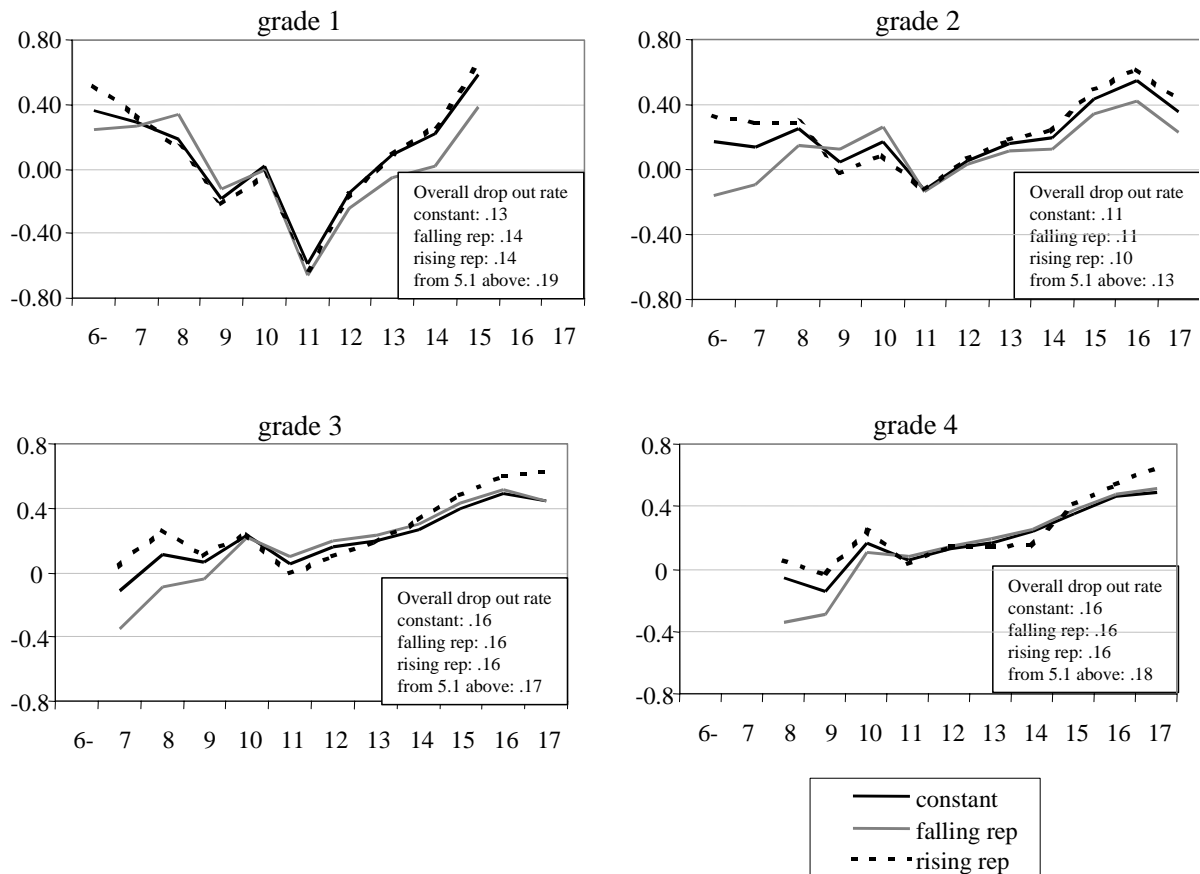 grade 1
0.80
0.40
0.00
-0.40
-0.80
Overall drop out rate
constant: .13
falling rep: .14
rising rep: .14
from 5.1 above: .19
6- 7 8 9 10 11 12 13 14 15 16 17
grade 2
0.80
0.40
0.00
-0.40
-0.80
Overall drop out rate
constant: .11
falling rep: .11
rising rep: .10
from 5.1 above: .13
6- 7 8 9 10 11 12 13 14 15 16 17
grade 3
0.8
0.4
0
-0.4
-0.8
Overall drop out rate
constant: .16
falling rep: .16
rising rep: .16
from 5.1 above: .17
6- 7 8 9 10 11 12 13 14 15 16 17
grade 4
0.8
0.4
0
-0.4
-0.8
Overall drop out rate
constant: .16
falling rep: .16
rising rep: .16
from 5.1 above: .18
6- 7 8 9 10 11 12 13 14 15 16 17
constant
falling rep
rising rep